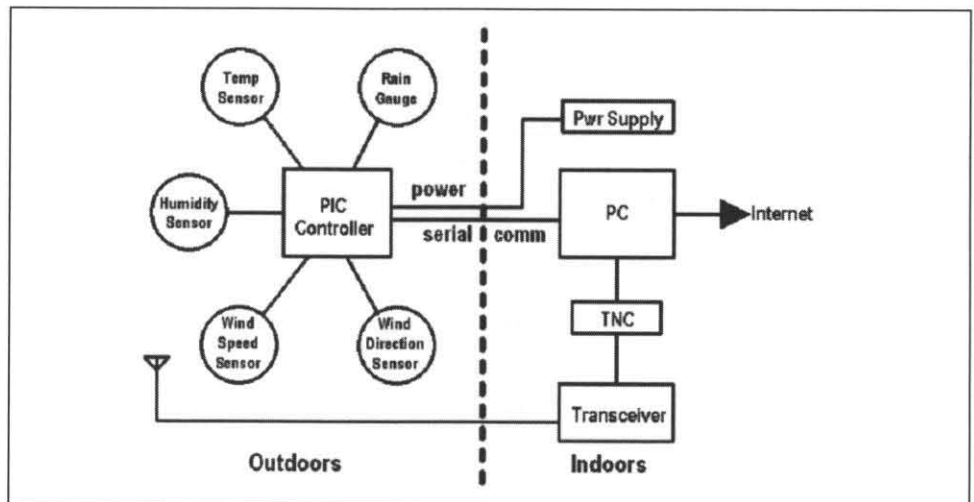 Temp
Sensor
Rain
Gauge
Pwr Supply
Humidity
Sensor
PIC
Controller
power
serial
comm
PC
Internet
TNC
Wind
Speed
Sensor
Wind
Direction
Sensor
Transceiver
Outdoors
Indoors